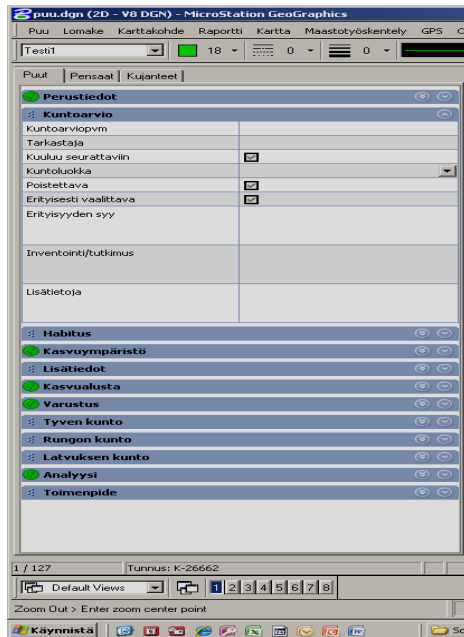 puu.dgn (2D - V8 DGN) - MicroStation GeoGraphics
Puu Lomake Karttakohde Raportti Kartta Maastotyöskentely GPS
Testi1 18 0 0
Puut Pensaat Kujanteet
Perustiedot
Kuntoarvio
Kuntoarviopvm
Tarkastaja
Kuuluu seurattaviin
Kuntoluokka
Poistettava
Erityisesti vaalittava
Erityisyyden syy
Inventointi/tutkimus
Lisätietoja
Habitus
Kasvuympäristö
Lisätiedot
Kasvualusta
Varustus
Tyven kunto
Rungon kunto
Latvuksen kunto
Analyysi
Toimenpide
1 / 127 Tunnus: K-26662
Default Views 1 2 3 4 5 6 7 8
Zoom Out > Enter zoom center point
Käynnistä